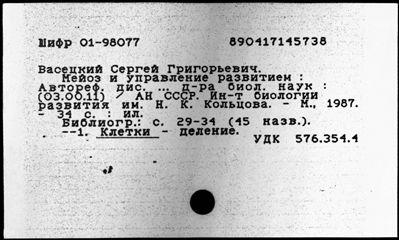 Шифр 01-98077 890417145738
Васецкий Сергей Григорьевич.
Мейоз и управление развитием :
Автореф. дис. ... д-ра биол. наук :
(03.00.11) / АН СССР. Ин-т биологии
развития им. Н. К. Кольцова. - М., 1987.
- 34 с. : ил.
Библиогр.: с. 29-34 (45 назв.).
--1. Клетки - деление.
УДК 576.354.4